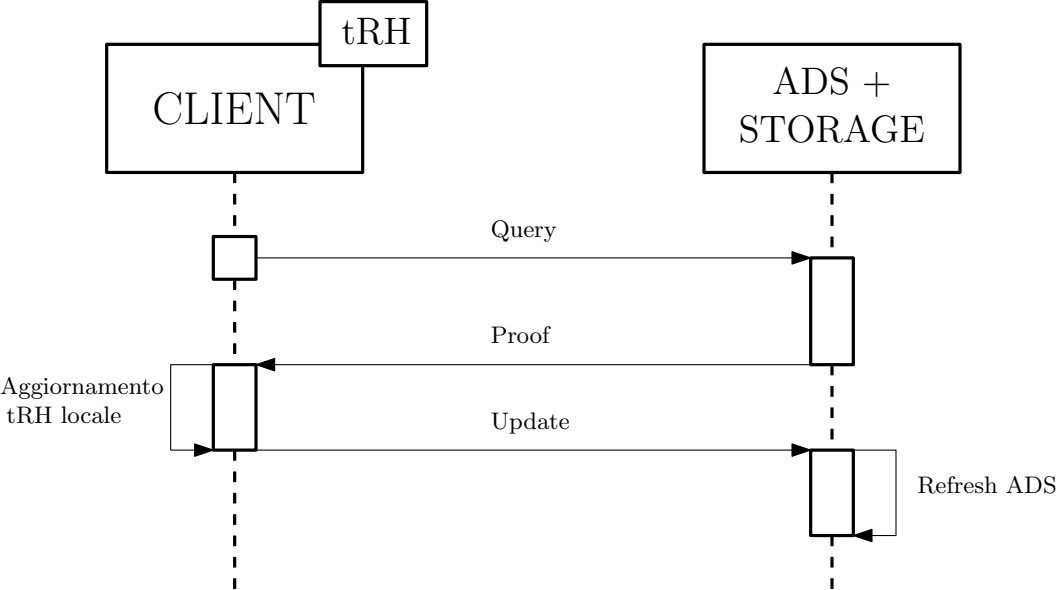 tRH
CLIENT
ADS +
STORAGE
Query
Proof
Aggiornamento
tRH locale
Update
Refresh ADS